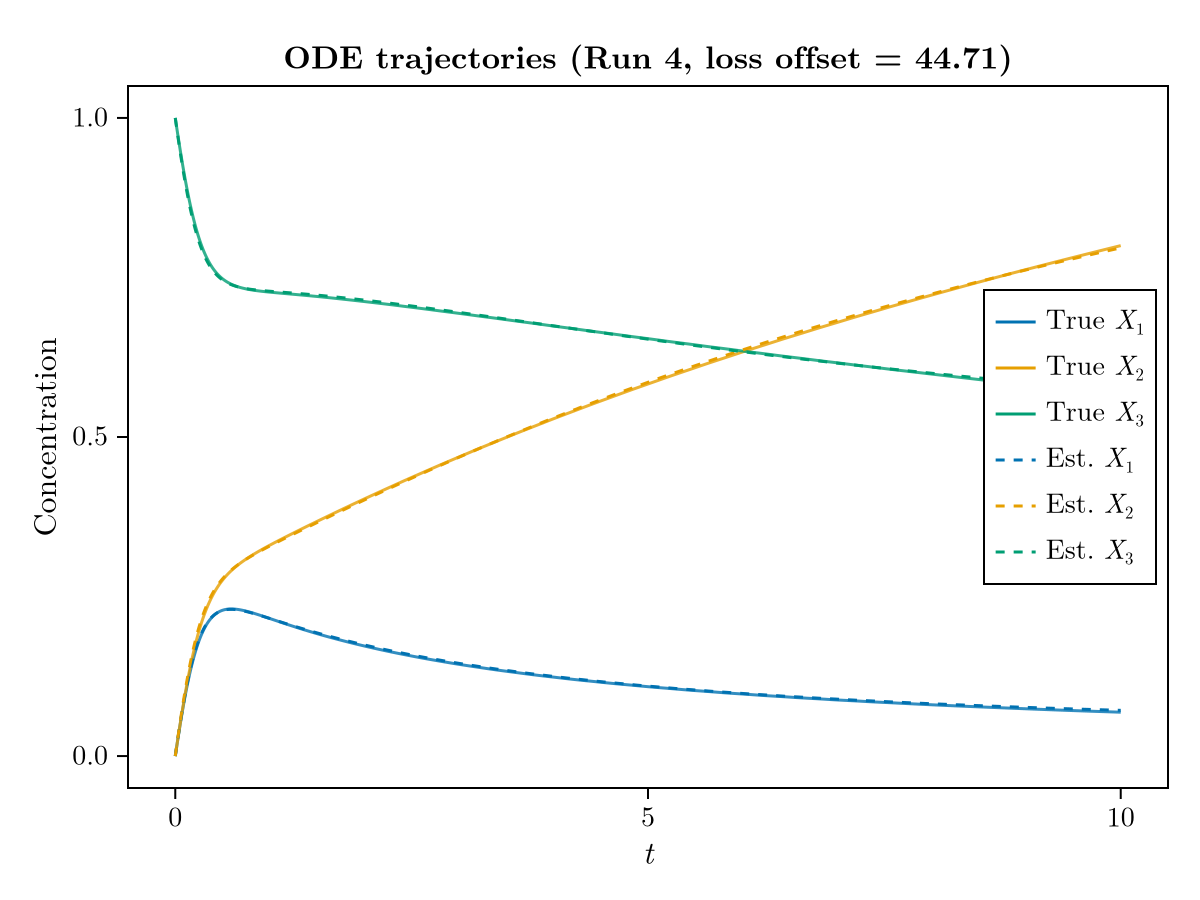 ODE trajectories (Run 4, loss offset = 44.71)
1.0
0.5
0.0
Concentration
True X₁
True X₂
True X₃
Est. X₁
Est. X₂
Est. X₃
0 5 10
t